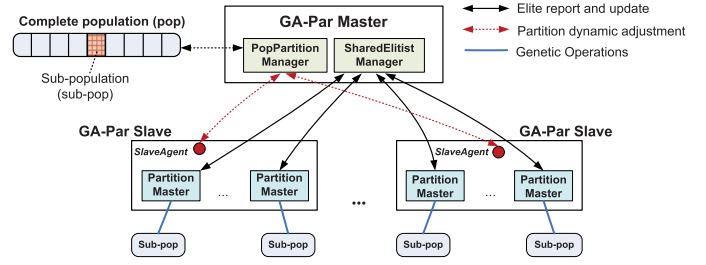 Complete population (pop)
GA-Par Master
Elite report and update
Partition dynamic adjustment
Genetic Operations
PopPartition
Manager
SharedElitist
Manager
Sub-population
(sub-pop)
GA-Par Slave
GA-Par Slave
SlaveAgent
SlaveAgent
Partition
Master
...
Partition
Master
...
Partition
Master
...
Partition
Master
Sub-pop
Sub-pop
Sub-pop
Sub-pop